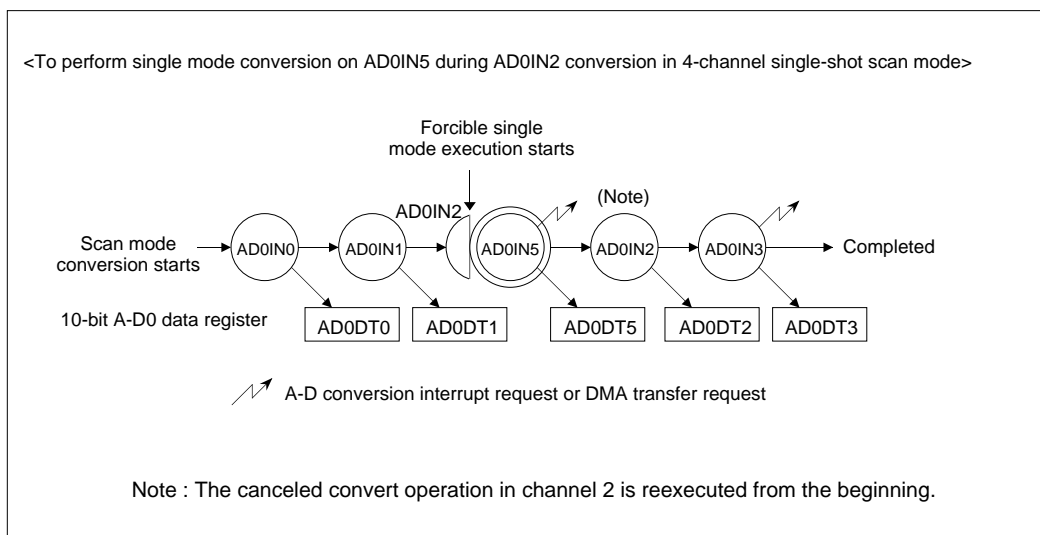 <To perform single mode conversion on AD0IN5 during AD0IN2 conversion in 4-channel single-shot scan mode>
Forcible single
mode execution starts
AD0IN2
(Note)
Scan mode
conversion starts
AD0IN0
AD0IN1
AD0IN5
AD0IN2
AD0IN3
Completed
10-bit A-D0 data register
AD0DT0
AD0DT1
AD0DT5
AD0DT2
AD0DT3
A-D conversion interrupt request or DMA transfer request
Note : The canceled convert operation in channel 2 is reexecuted from the beginning.